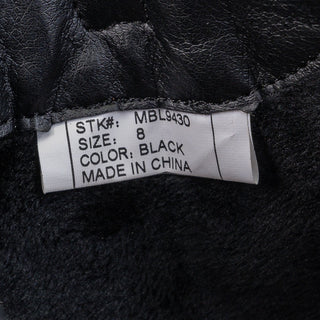 STK#: MBL9430
SIZE: 8
COLOR: BLACK
MADE IN CHINA